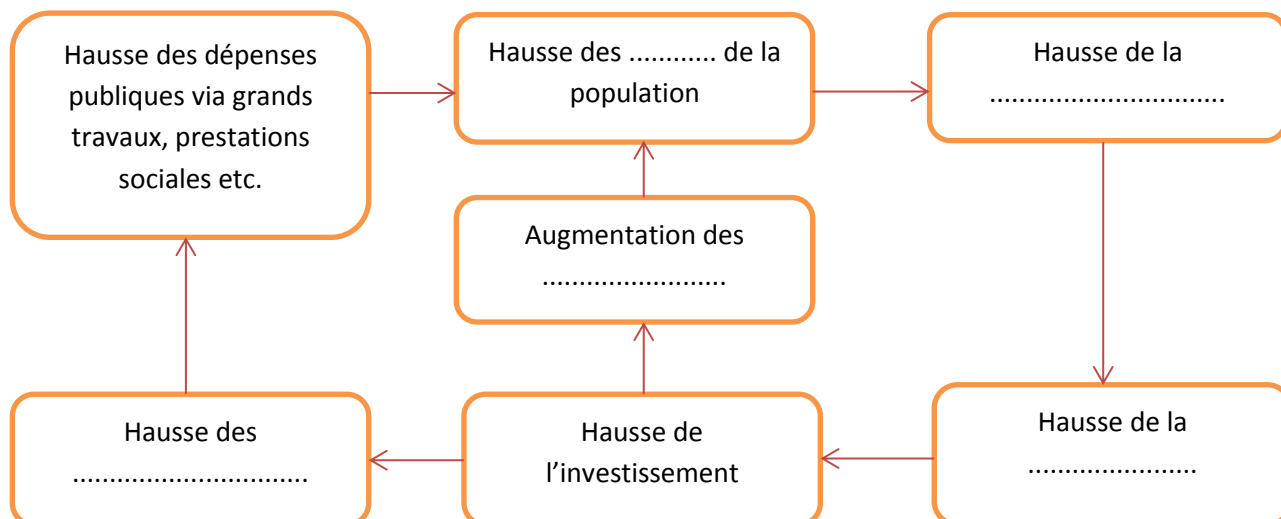 Hausse des dépenses
publiques via grands
travaux, prestations
sociales etc.
Hausse des ............ de la
population
Hausse de la
................................
Augmentation des
.........................
Hausse des
................................
Hausse de
l’investissement
Hausse de la
.......................